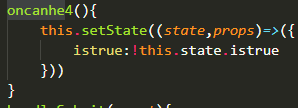 oncanhe4(){
this.setState((state,props)=>({
istrue:!this.state.istrue
}))
}